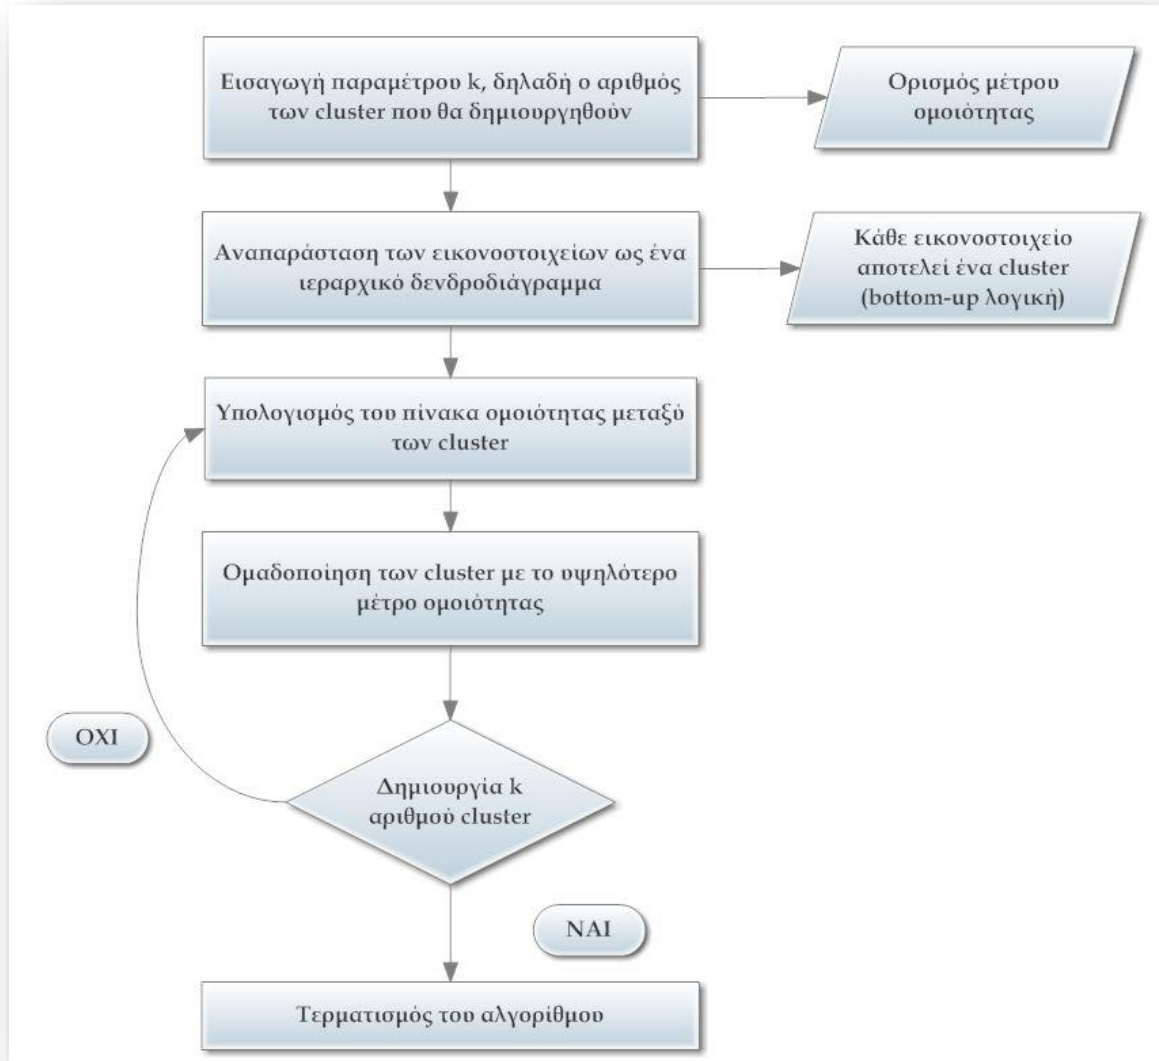 Εισαγωγή παραμέτρου k, δηλαδή ο αριθμός
των cluster που θα δημιουργηθούν
Ορισμός μέτρου
ομοιότητας
Αναπαράσταση των εικονοστοιχείων ως ένα
ιεραρχικό δενδροδιάγραμμα
Κάθε εικονοστοιχείο
αποτελεί ένα cluster
(bottom-up λογική)
Υπολογισμός του πίνακα ομοιότητας μεταξύ
των cluster
Ομαδοποίηση των cluster με το υψηλότερο
μέτρο ομοιότητας
ΟΧΙ
Δημιουργία k
αριθμού cluster
ΝΑΙ
Τερματισμός του αλγορίθμου